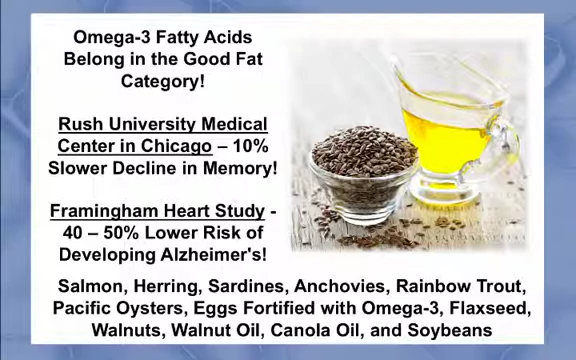 Omega-3 Fatty Acids
Belong in the Good Fat
Category!
Rush University Medical
Center in Chicago – 10%
Slower Decline in Memory!
Framingham Heart Study -
40 – 50% Lower Risk of
Developing Alzheimer's!
Salmon, Herring, Sardines, Anchovies, Rainbow Trout,
Pacific Oysters, Eggs Fortified with Omega-3, Flaxseed,
Walnuts, Walnut Oil, Canola Oil, and Soybeans